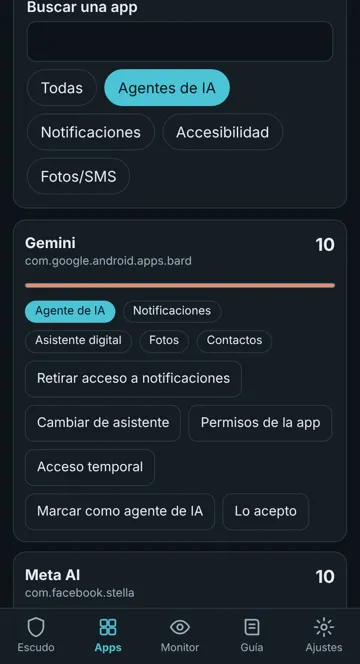 Buscar una app
Todas
Agentes de IA
Notificaciones
Accesibilidad
Fotos/SMS
Gemini
10
com.google.android.apps.bard
Agente de IA
Notificaciones
Asistente digital
Fotos
Contactos
Retirar acceso a notificaciones
Cambiar de asistente
Permisos de la app
Acceso temporal
Marcar como agente de IA
Lo acepto
Meta AI
10
com.facebook.stella
Escudo
Apps
Monitor
Guía
Ajustes